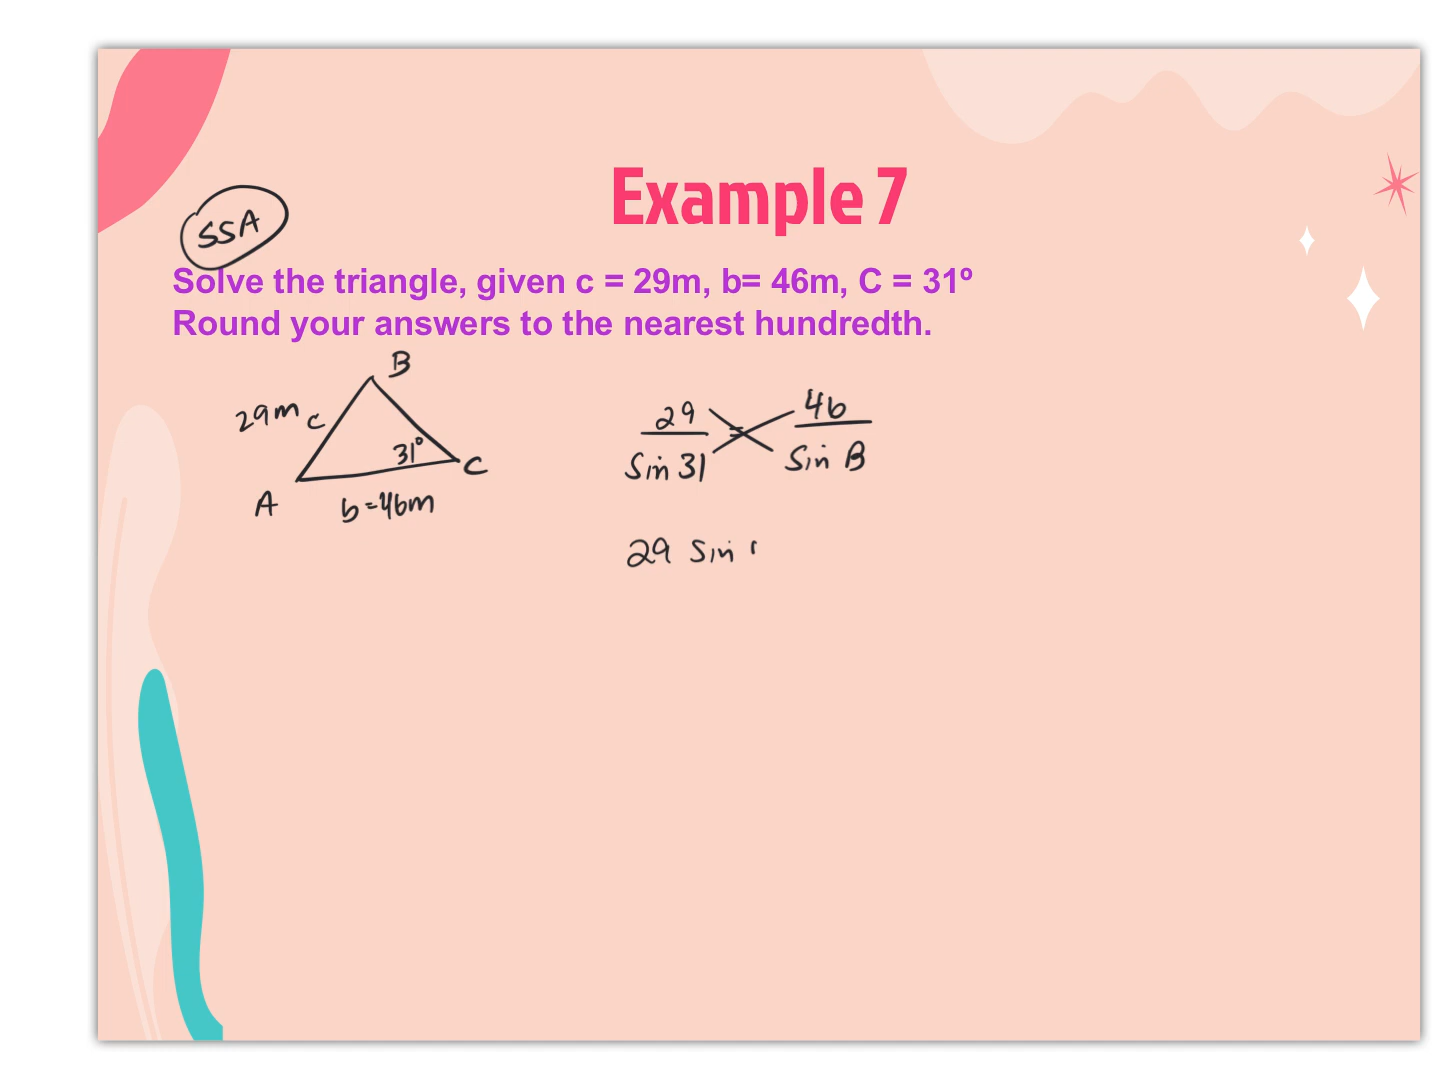 Example 7
SSA
Solve the triangle, given c = 29m, b= 46m, C = 31º
Round your answers to the nearest hundredth.
B
29m c
31°
C
A
b=46m
29 = 46
sin 31 sin B
29 sin